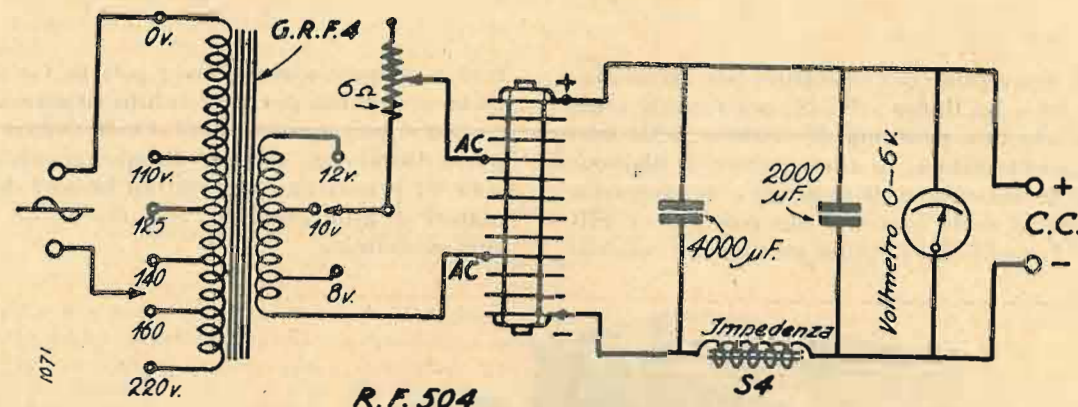 0v.
G.R.F.4
6Ω
+
AC
110v.
12v.
2000
μF.
Voltmetro 0-6v.
+
C.C.
-
125
10v
4000μF.
140
8v.
AC
160
-
Impedenza
S4
1071
220v.
R.F. 504